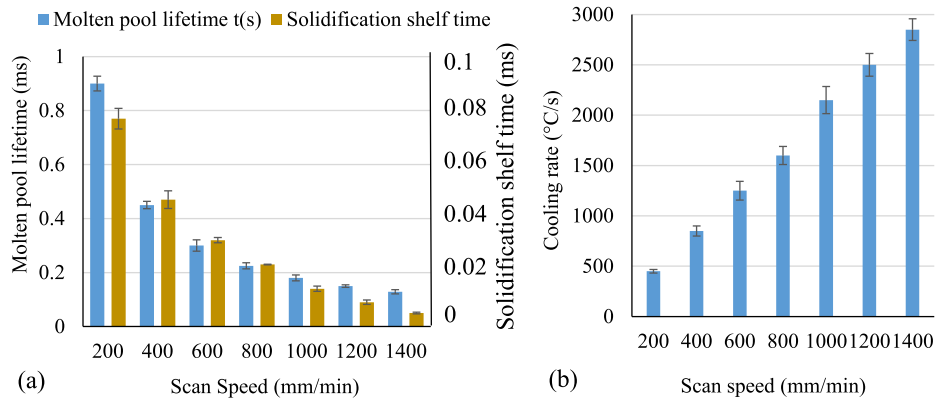 Molten pool lifetime t(s) Solidification shelf time
Molten pool lifetime (ms)
1
0.8
0.6
0.4
0.2
0
0.1
0.08
0.06
0.04
0.02
0
Solidification shelf time (ms)
200 400 600 800 1000 1200 1400
Scan Speed (mm/min)
(a)
Cooling rate (°C/s)
3000
2500
2000
1500
1000
500
0
200 400 600 800 1000 1200 1400
Scan speed (mm/min)
(b)